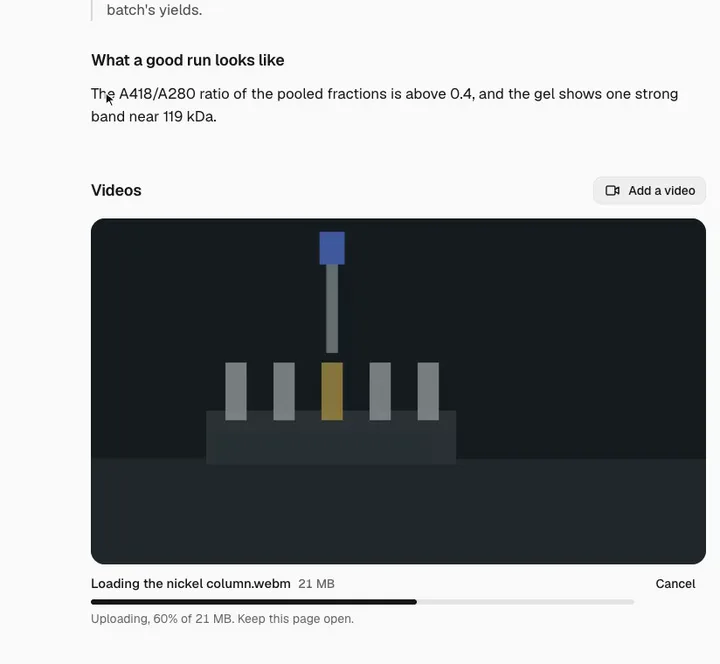 batch's yields.
What a good run looks like
The A418/A280 ratio of the pooled fractions is above 0.4, and the gel shows one strong
band near 119 kDa.
Videos
Add a video
Loading the nickel column.webm 21 MB
Cancel
Uploading, 60% of 21 MB. Keep this page open.